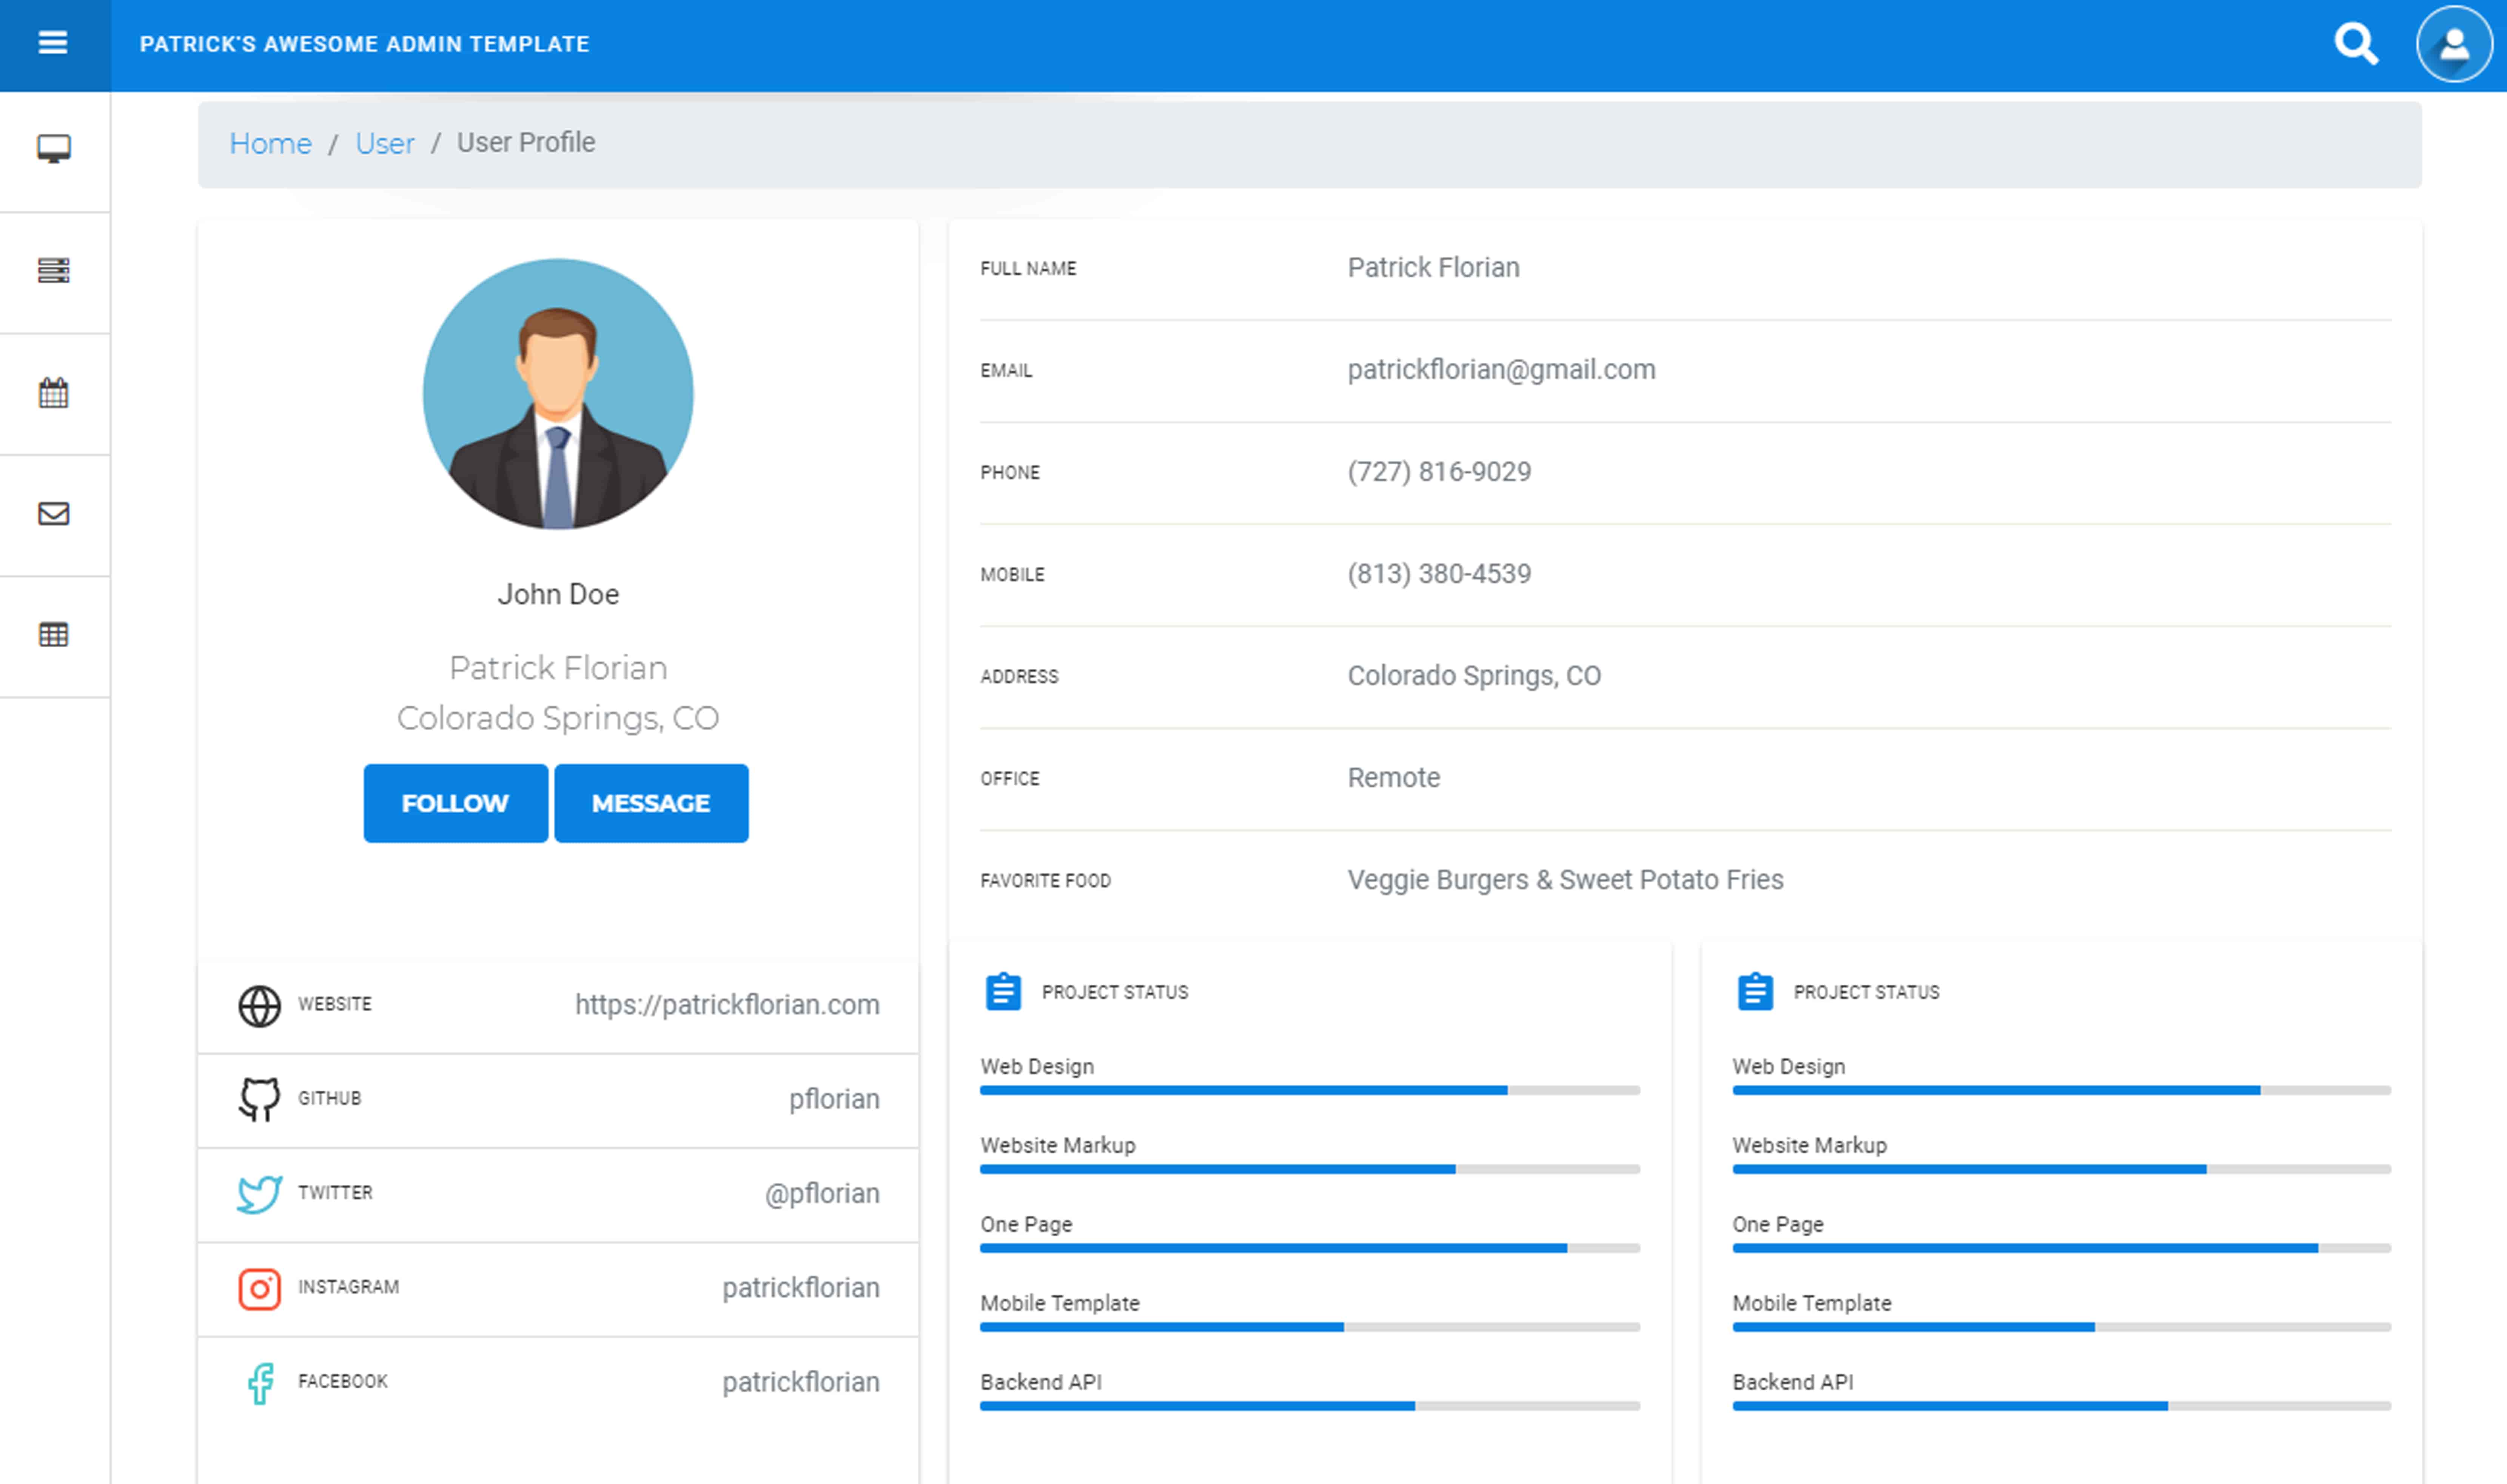 PATRICK'S AWESOME ADMIN TEMPLATE
Home / User / User Profile
John Doe
Patrick Florian
Colorado Springs, CO
FOLLOW MESSAGE
FULL NAME Patrick Florian
EMAIL patrickflorian@gmail.com
PHONE (727) 816-9029
MOBILE (813) 380-4539
ADDRESS Colorado Springs, CO
OFFICE Remote
FAVORITE FOOD Veggie Burgers & Sweet Potato Fries
WEBSITE https://patrickflorian.com
GITHUB pflorian
TWITTER @pflorian
INSTAGRAM patrickflorian
FACEBOOK patrickflorian
PROJECT STATUS
Web Design
Website Markup
One Page
Mobile Template
Backend API
PROJECT STATUS
Web Design
Website Markup
One Page
Mobile Template
Backend API